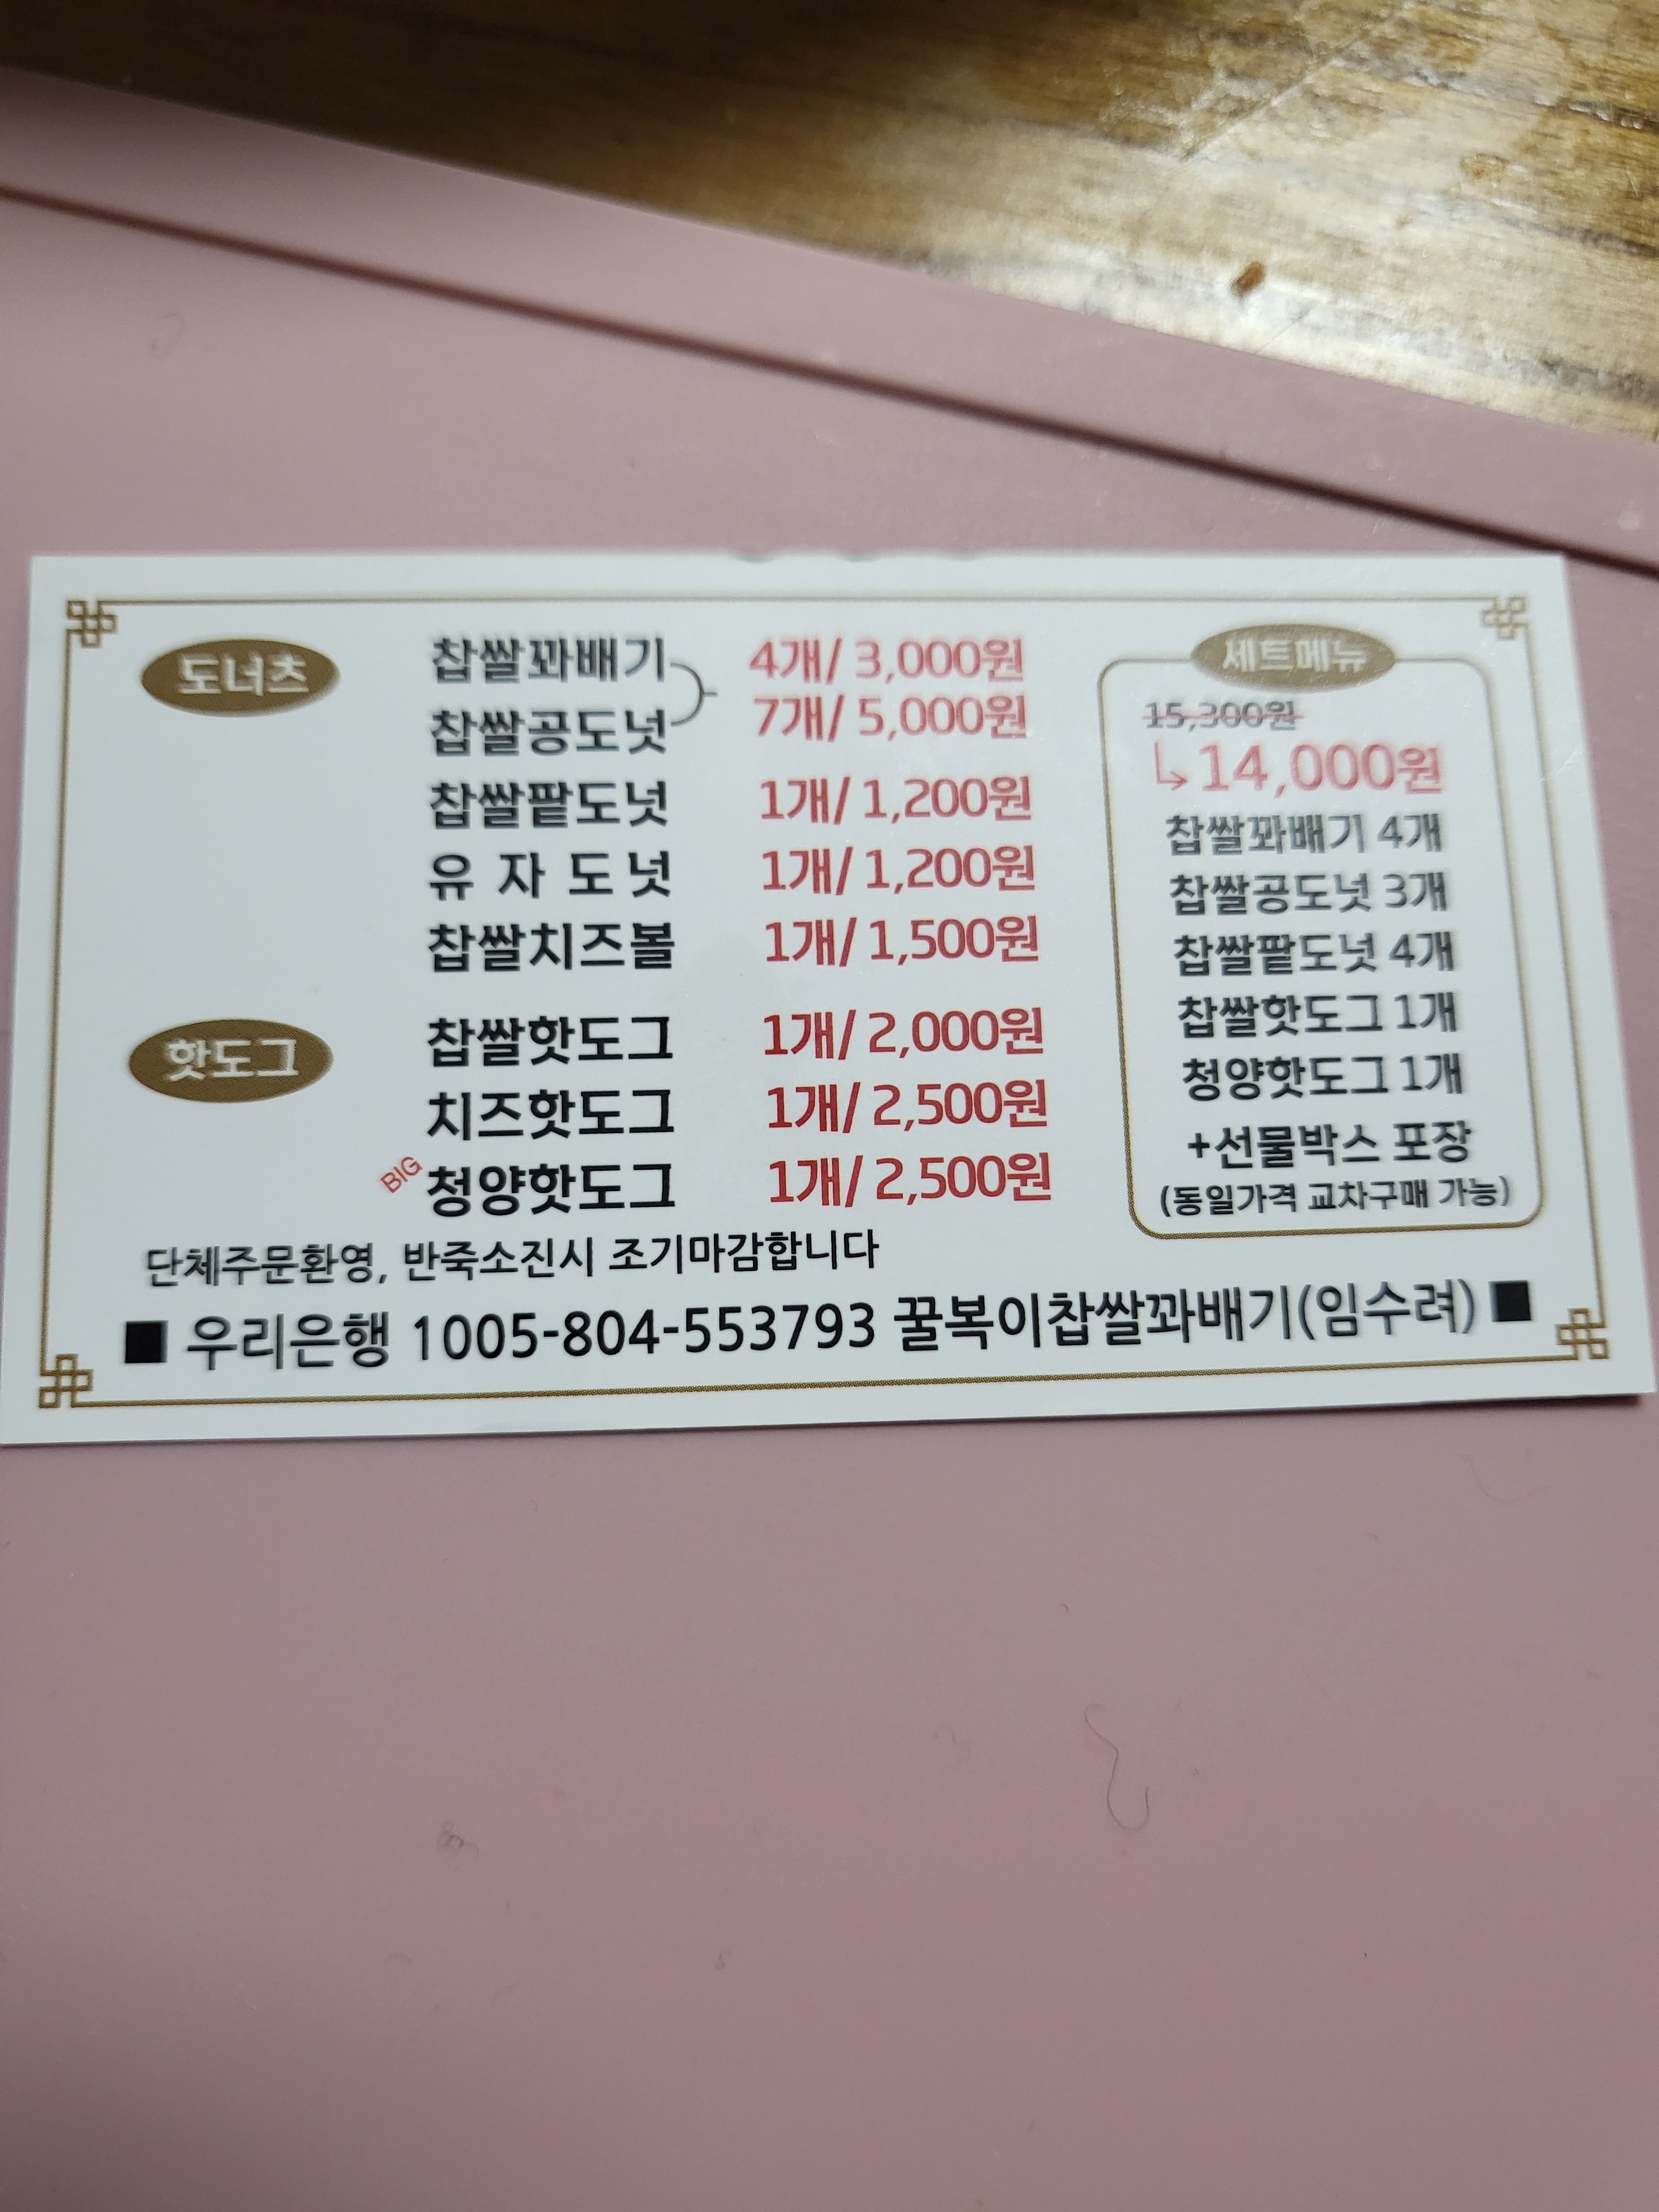 도너츠
찹쌀꽈배기 4개/ 3,000원
찹쌀공도넛 7개/ 5,000원
찹쌀팥도넛 1개/ 1,200원
유자도넛 1개/ 1,200원
찹쌀치즈볼 1개/ 1,500원
핫도그
찹쌀핫도그 1개/ 2,000원
치즈핫도그 1개/ 2,500원
BIG 청양핫도그 1개/ 2,500원
세트메뉴
15,300원
↳14,000원
찹쌀꽈배기 4개
찹쌀공도넛 3개
찹쌀팥도넛 4개
찹쌀핫도그 1개
청양핫도그 1개
+선물박스 포장
(동일가격 교차구매 가능)
단체주문환영, 반죽소진시 조기마감합니다
■ 우리은행 1005-804-553793 꿀복이찹쌀꽈배기(임수려) ■